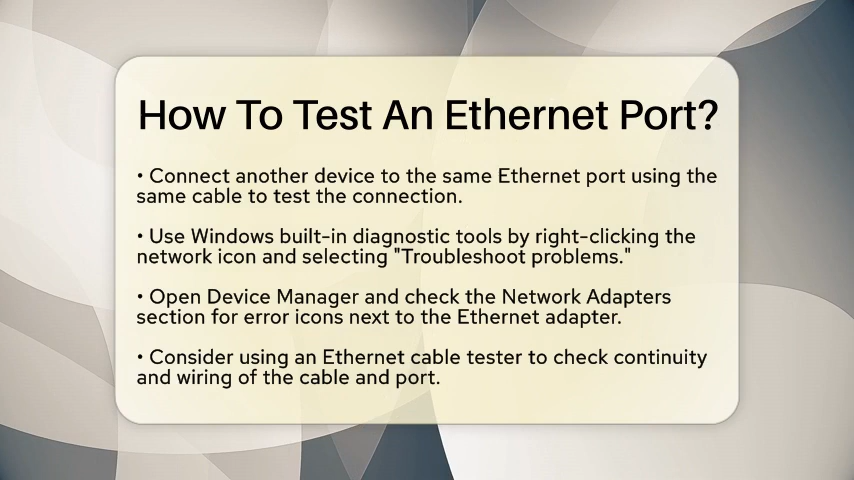 How To Test An Ethernet Port?
• Connect another device to the same Ethernet port using the
same cable to test the connection.
• Use Windows built-in diagnostic tools by right-clicking the
network icon and selecting "Troubleshoot problems."
• Open Device Manager and check the Network Adapters
section for error icons next to the Ethernet adapter.
• Consider using an Ethernet cable tester to check continuity
and wiring of the cable and port.